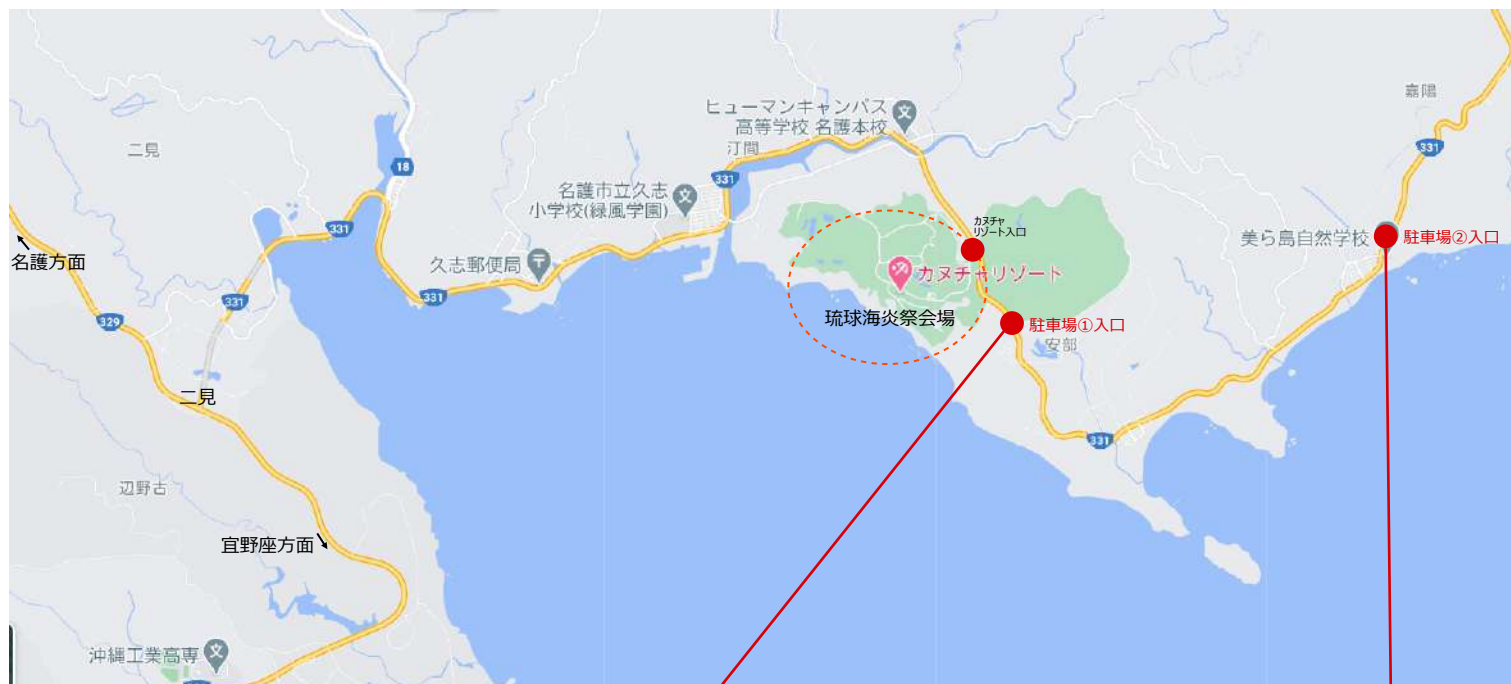 嘉陽
ヒューマンキャンパス
高等学校 名護本校
汀間
331
二見
18
331
名護市立久志
小学校(緑風学園)
カヌチャ
リゾート入口
331
331
美ら島自然学校
駐車場②入口
名護方面
久志郵便局
カヌチャリゾート
331
331
329
琉球海炎祭会場
駐車場①入口
安部
二見
331
辺野古
宜野座方面
沖縄工業高専